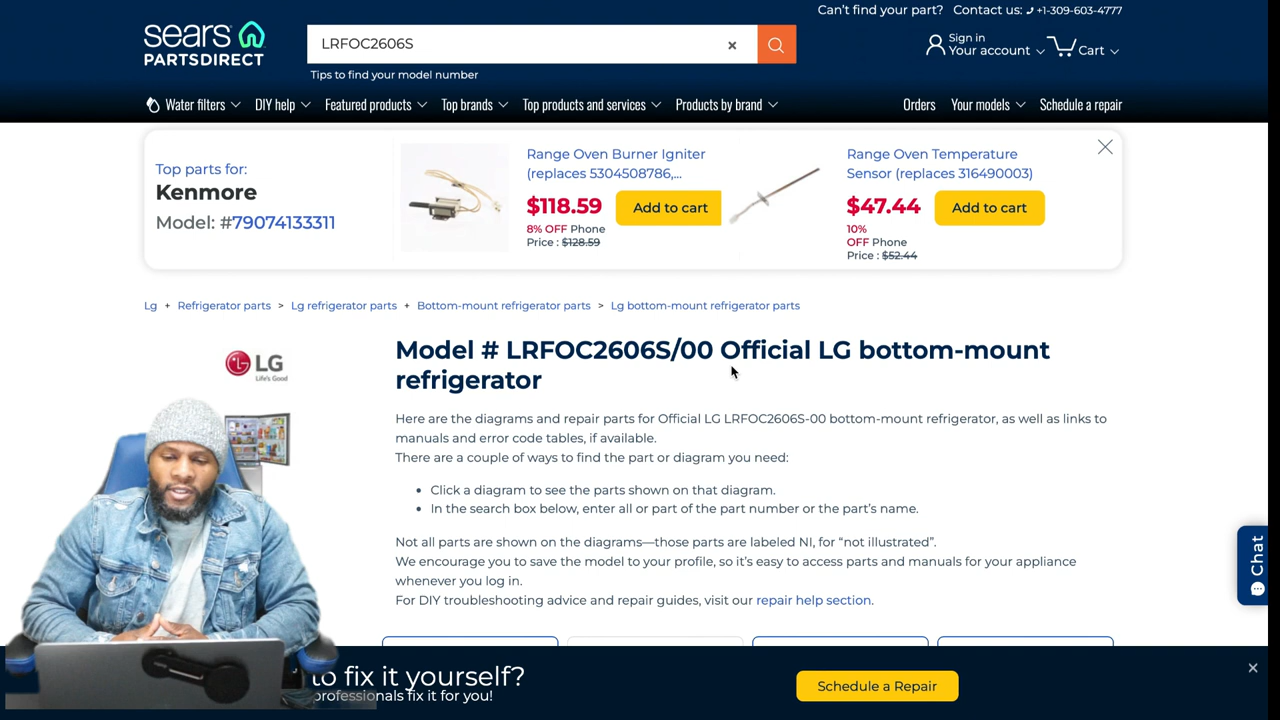 Can't find your part? Contact us: +1-309-603-4777
sears
PARTSDIRECT
LRFOC2606S
×
Tips to find your model number
Sign in
Your account
Cart
Water filters
DIY help
Featured products
Top brands
Top products and services
Products by brand
Orders
Your models
Schedule a repair
Top parts for:
Kenmore
Model: #79074133311
Range Oven Burner Igniter
(replaces 5304508786,...
$118.59
8% OFF Phone
Price : $128.59
Add to cart
Range Oven Temperature
Sensor (replaces 316490003)
$47.44
10%
OFF Phone
Price : $52.44
Add to cart
Lg + Refrigerator parts > Lg refrigerator parts + Bottom-mount refrigerator parts > Lg bottom-mount refrigerator parts
LG
Life's Good
Model # LRFOC2606S/00 Official LG bottom-mount
refrigerator
Here are the diagrams and repair parts for Official LG LRFOC2606S-00 bottom-mount refrigerator, as well as links to
manuals and error code tables, if available.
There are a couple of ways to find the part or diagram you need:
• Click a diagram to see the parts shown on that diagram.
• In the search box below, enter all or part of the part number or the part's name.
Not all parts are shown on the diagrams—those parts are labeled NI, for “not illustrated”.
We encourage you to save the model to your profile, so it’s easy to access parts and manuals for your appliance
whenever you log in.
For DIY troubleshooting advice and repair guides, visit our repair help section.
Chat
to fix it yourself?
professionals fix it for you!
Schedule a Repair
×